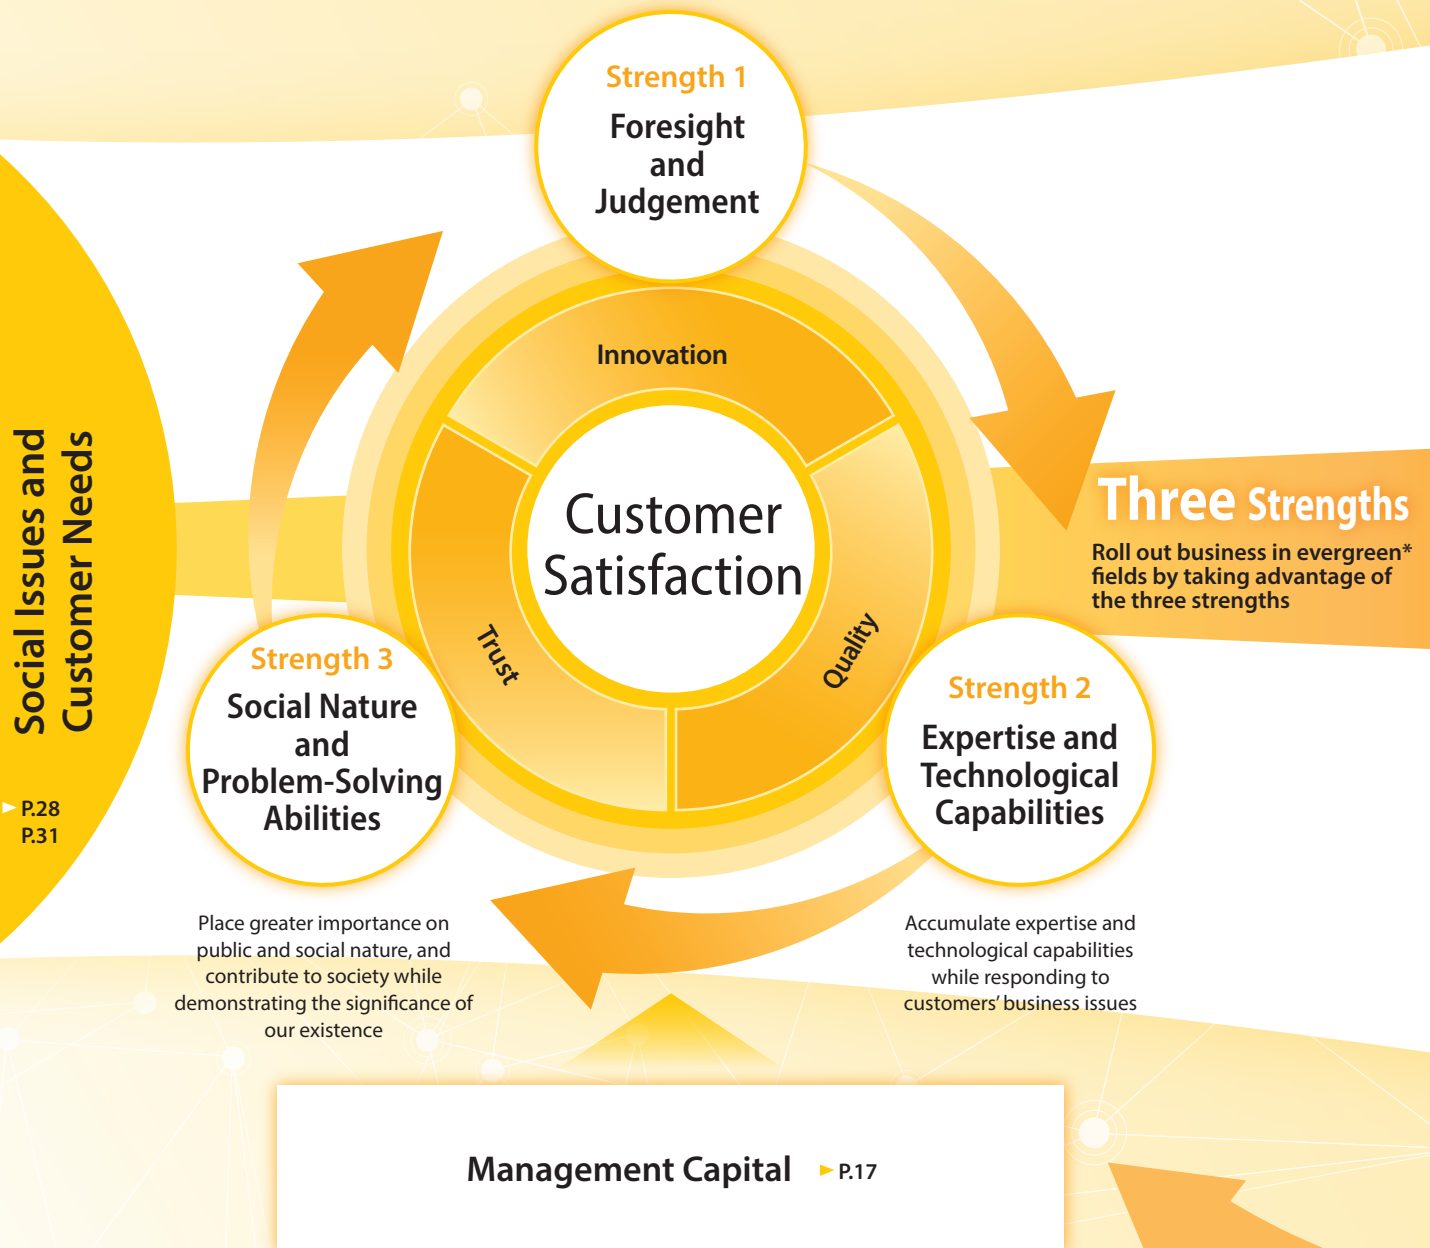 Strength 1
Foresight
and
Judgement
Innovation
Social Issues and
Customer Needs
► P.28
P.31
Customer
Satisfaction
Trust
Quality
Three Strengths
Roll out business in evergreen*
fields by taking advantage of
the three strengths
Strength 3
Social Nature
and
Problem-Solving
Abilities
Strength 2
Expertise and
Technological
Capabilities
Place greater importance on
public and social nature, and
contribute to society while
demonstrating the significance of
our existence
Accumulate expertise and
technological capabilities
while responding to
customers' business issues
Management Capital ► P.17